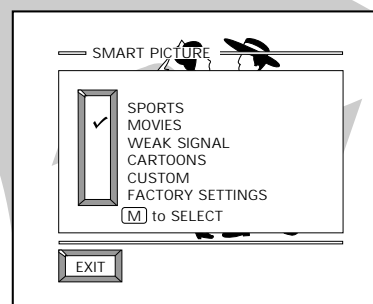 SMART PICTURE
SPORTS
MOVIES
WEAK SIGNAL
CARTOONS
CUSTOM
FACTORY SETTINGS
M to SELECT
EXIT